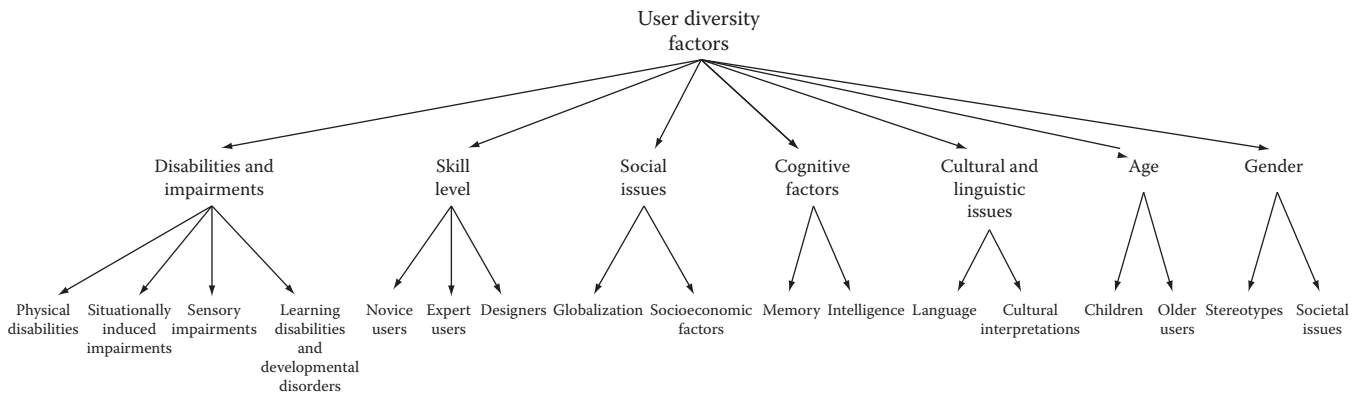 User diversity
factors
Disabilities and
impairments
Skill
level
Social
issues
Cognitive
factors
Cultural and
linguistic
issues
Age
Gender
Physical
disabilities
Situationally
induced
impairments
Sensory
impairments
Learning
disabilities
and
developmental
disorders
Novice
users
Expert
users
Designers
Globalization
Socioeconomic
factors
Memory
Intelligence
Language
Cultural
interpretations
Children
Older
users
Stereotypes
Societal
issues